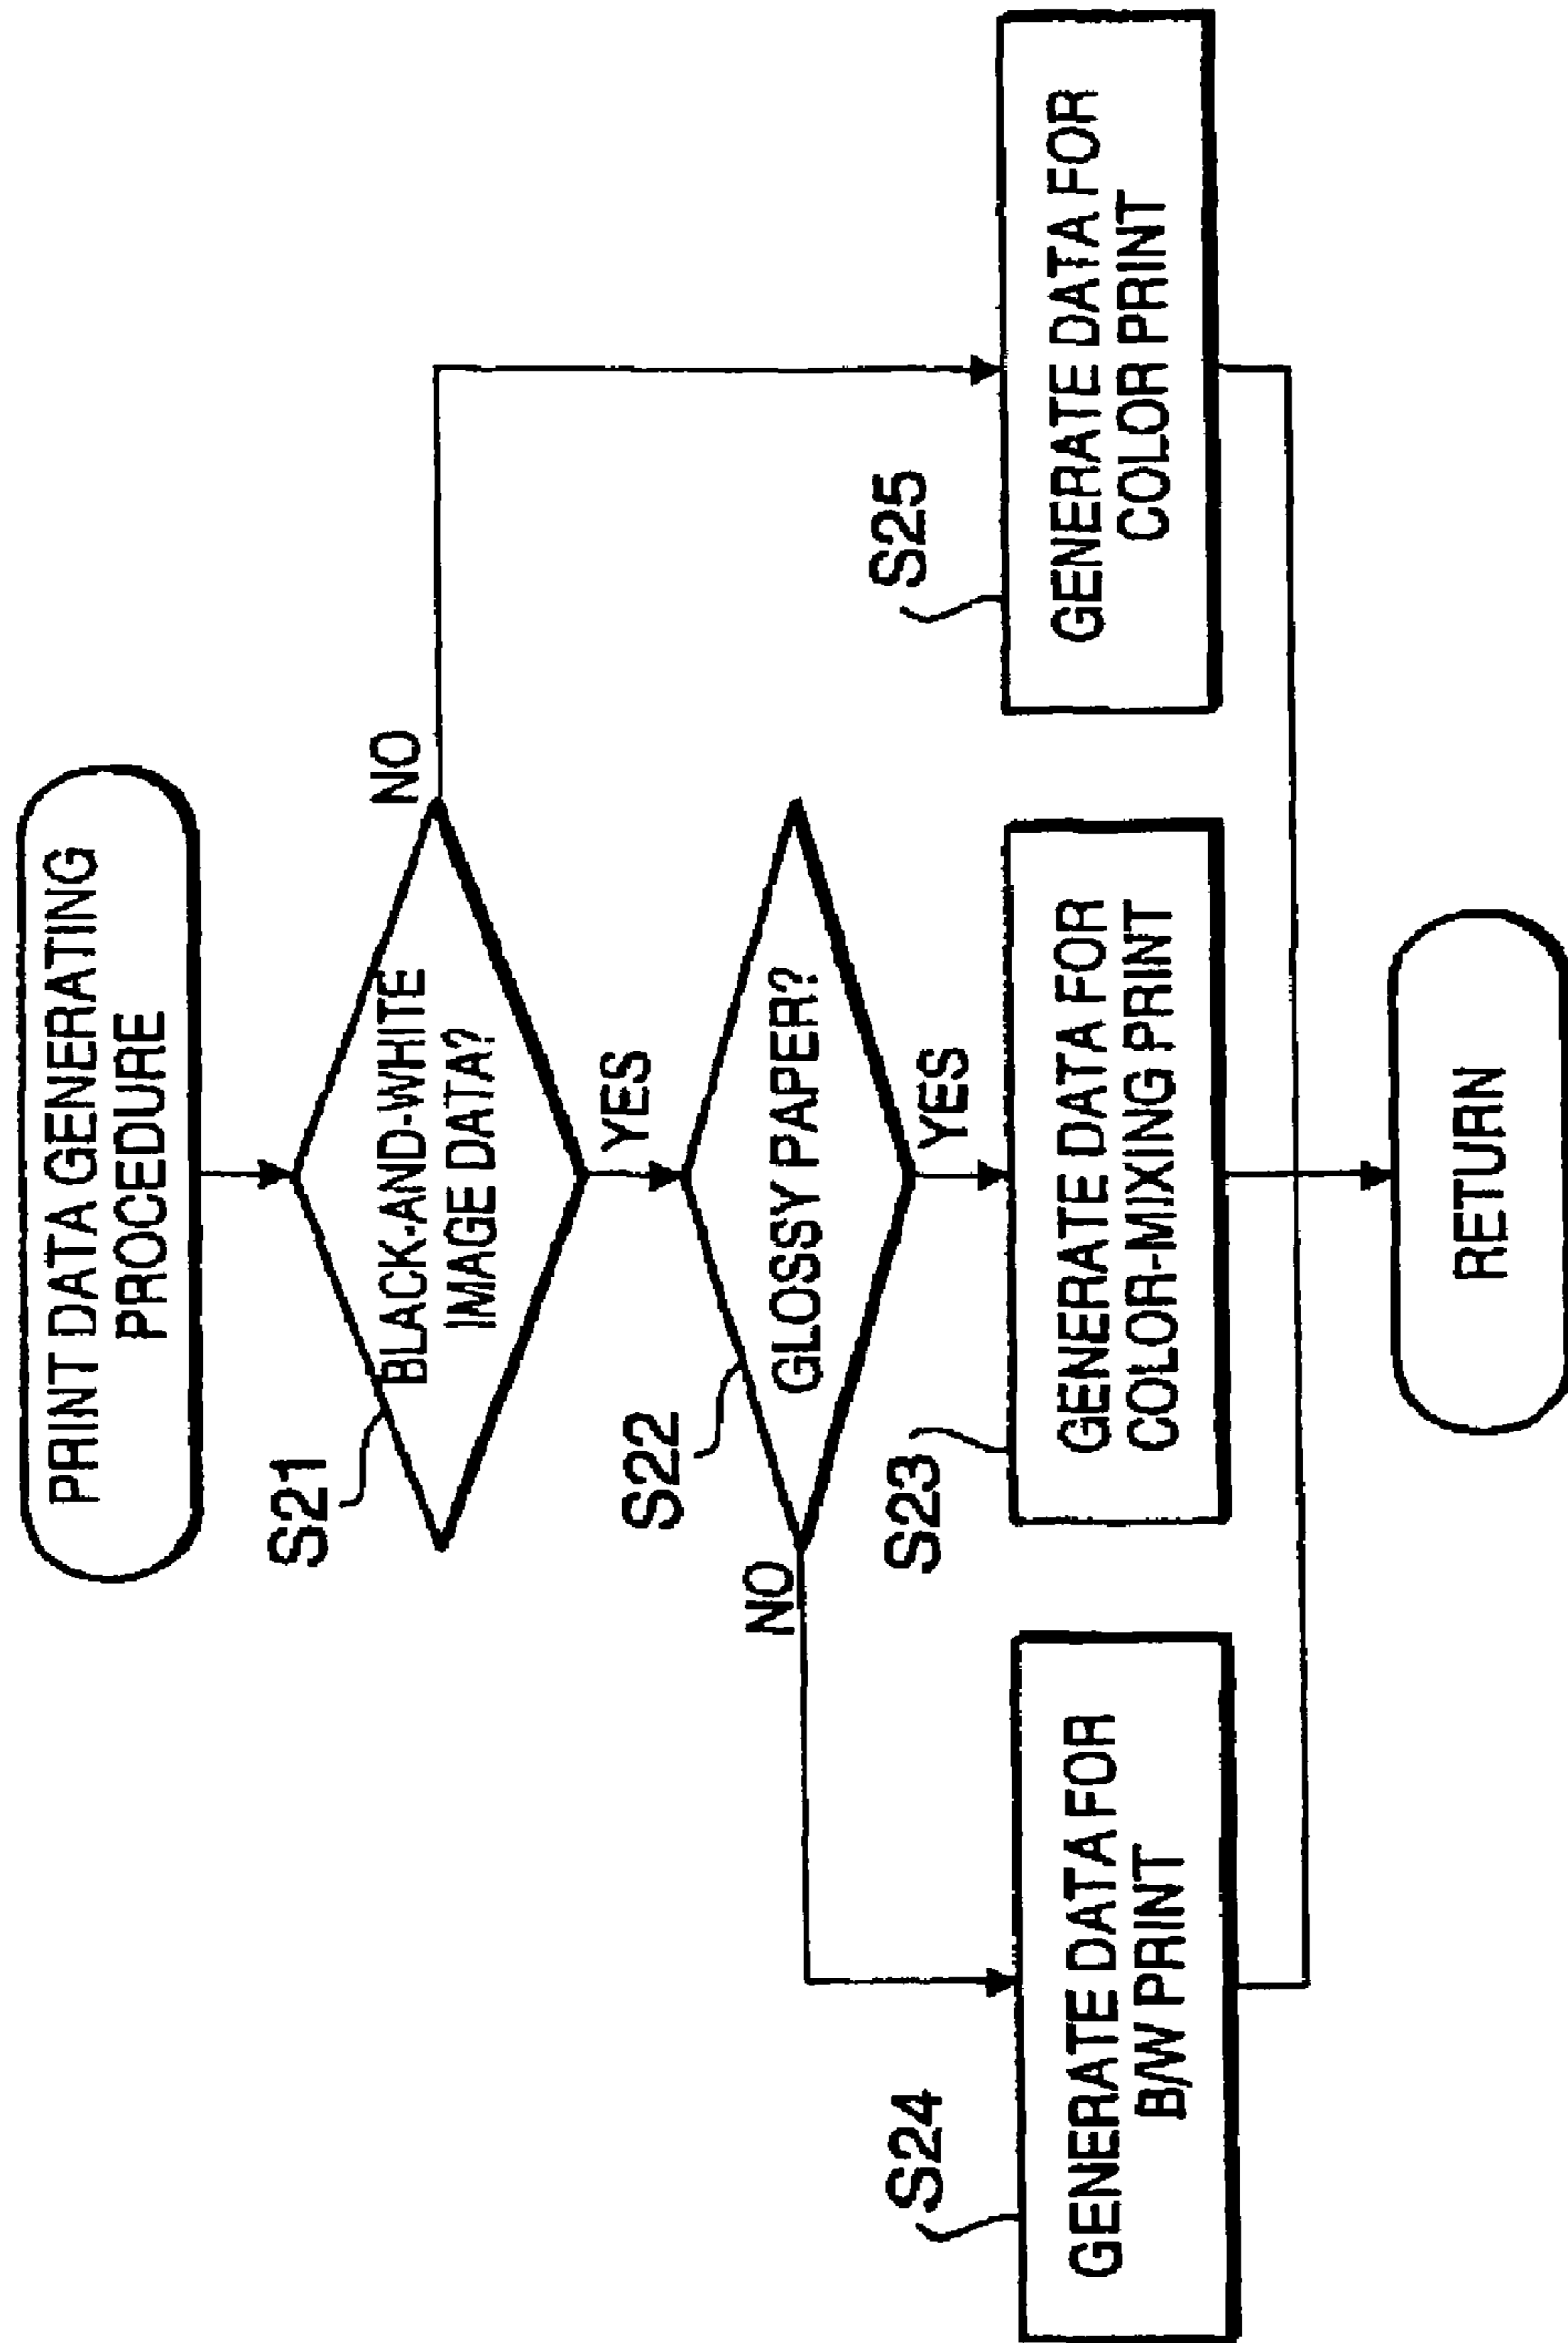 PRINT DATA GENERATING
PROCEDURE
S21
BLACK-AND-WHITE
IMAGE DATA?
NO
YES
S22
GLOSSY PAPER?
NO
YES
S24
GENERATE DATA FOR
B/W PRINT
S23
GENERATE DATA FOR
COLOR-MIXING PRINT
S25
GENERATE DATA FOR
COLOR PRINT
RETURN